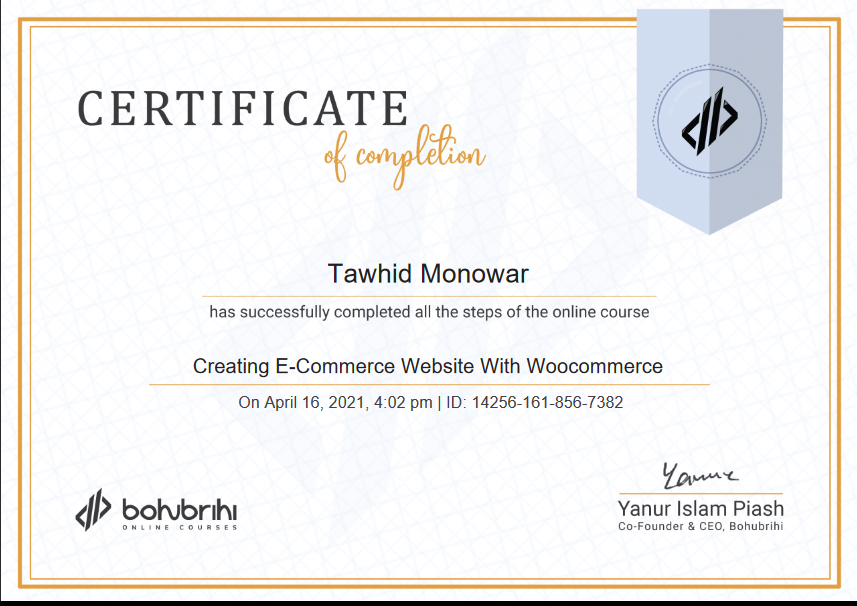 CERTIFICATE
of completion
Tawhid Monowar
has successfully completed all the steps of the online course
Creating E-Commerce Website With Woocommerce
On April 16, 2021, 4:02 pm | ID: 14256-161-856-7382
bohubrihi
ONLINE COURSES
Yanur
Yanur Islam Piash
Co-Founder & CEO, Bohubrihi